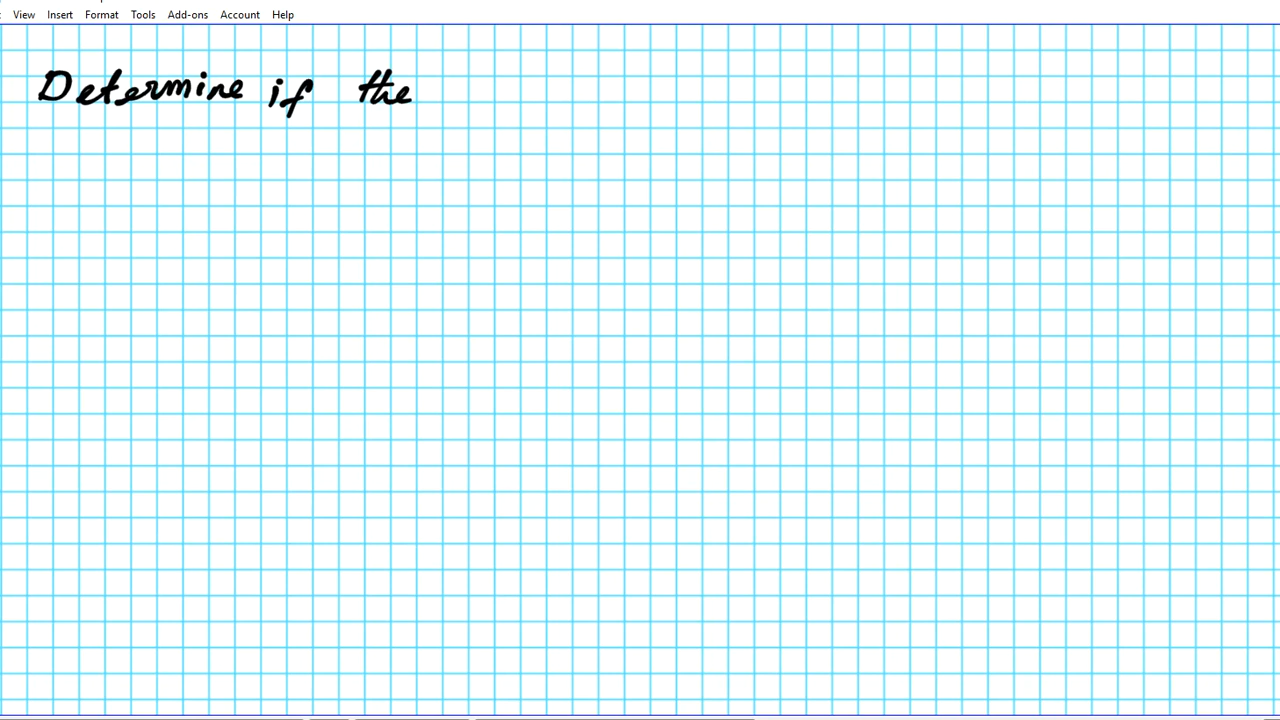 View Insert Format Tools Add-ons Account Help
Determine if the